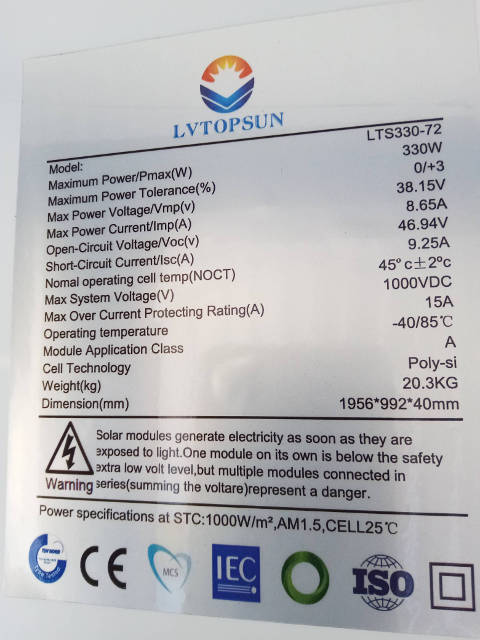 LVTOPSUN
Model: LTS330-72
Maximum Power/Pmax(W) 330W
Maximum Power Tolerance(%) 0/+3
Max Power Voltage/Vmp(v) 38.15V
Max Power Current/Imp(A) 8.65A
Open-Circuit Voltage/Voc(v) 46.94V
Short-Circuit Current/Isc(A) 9.25A
Nomal operating cell temp(NOCT) 45°c±2°c
Max System Voltage(V) 1000VDC
Max Over Current Protecting Rating(A) 15A
Operating temperature -40/85℃
Module Application Class A
Cell Technology Poly-si
Weight(kg) 20.3KG
Dimension(mm) 1956*992*40mm
Solar modules generate electricity as soon as they are
exposed to light.One module on its own is below the safety
extra low volt level,but multiple modules connected in
series(summing the voltare)represent a danger.
Warning
Power specifications at STC:1000W/m²,AM1.5,CELL25℃
CE
MCS
IEC
ISO